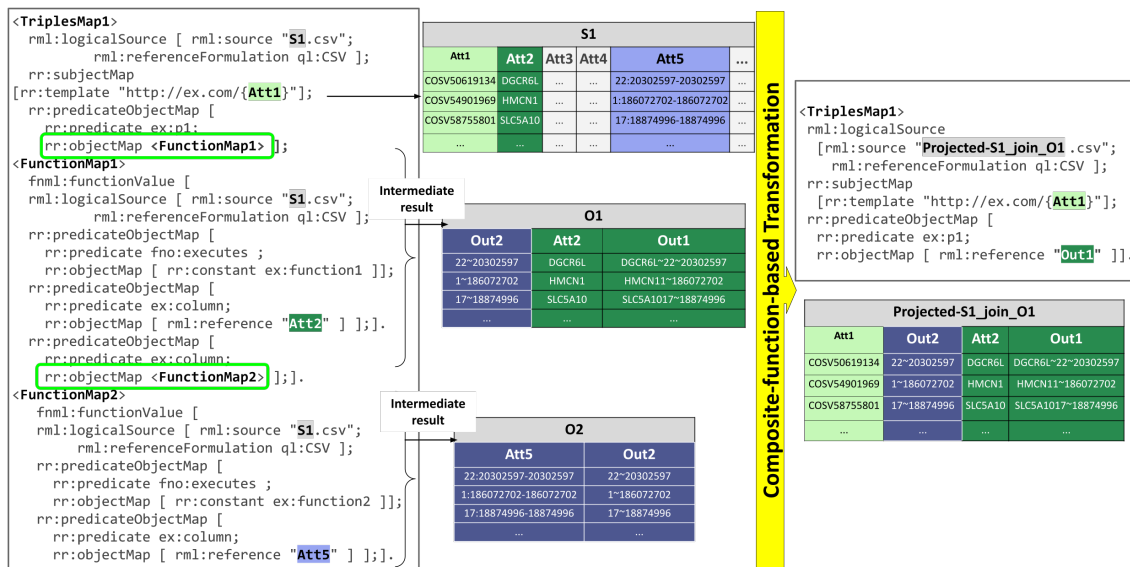 <TriplesMap1>
rml:logicalSource [ rml:source "S1.csv";
rml:referenceFormulation ql:CSV ];
rr:subjectMap
[rr:template "http://ex.com/{Att1}"];
rr:predicateObjectMap [
rr:predicate ex:p1;
rr:objectMap <FunctionMap1> ];
<FunctionMap1>
fnml:functionValue [
rml:logicalSource [ rml:source "S1.csv";
rml:referenceFormulation ql:CSV ];
rr:predicateObjectMap [
rr:predicate fno:executes ;
rr:objectMap [ rr:constant ex:function1 ]];
rr:predicateObjectMap [
rr:predicate ex:column;
rr:objectMap [ rml:reference "Att2" ] ];].
rr:predicateObjectMap [
rr:predicate ex:column;
rr:objectMap <FunctionMap2> ];].
<FunctionMap2>
fnml:functionValue [
rml:logicalSource [ rml:source "S1.csv";
rml:referenceFormulation ql:CSV ];
rr:predicateObjectMap [
rr:predicate fno:executes ;
rr:objectMap [ rr:constant ex:function2 ]];
rr:predicateObjectMap [
rr:predicate ex:column;
rr:objectMap [ rml:reference "Att5" ] ];].
S1
Att1 Att2 Att3 Att4 Att5 ...
COSV50619134 DGCR6L ... ... 22:20302597-20302597 ...
COSV54901969 HMCN1 ... ... 1:186072702-186072702 ...
COSV58755801 SLC5A10 ... ... 17:18874996-18874996 ...
... ... ... ... ... ...
Intermediate
result
O1
Out2 Att2 Out1
22~20302597 DGCR6L DGCR6L~22~20302597
1~186072702 HMCN1 HMCN11~186072702
17~18874996 SLC5A10 SLC5A1017~18874996
... ... ...
Intermediate
result
O2
Att5 Out2
22:20302597-20302597 22~20302597
1:186072702-186072702 1~186072702
17:18874996-18874996 17~18874996
... ...
Composite-function-based Transformation
<TriplesMap1>
rml:logicalSource
[rml:source "Projected-S1_join_O1 .csv";
rml:referenceFormulation ql:CSV ];
rr:subjectMap
[rr:template "http://ex.com/{Att1}"];
rr:predicateObjectMap [
rr:predicate ex:p1;
rr:objectMap [ rml:reference "Out1" ]].
Projected-S1_join_O1
Att1 Out2 Att2 Out1
COSV50619134 22~20302597 DGCR6L DGCR6L~22~20302597
COSV54901969 1~186072702 HMCN1 HMCN11~186072702
COSV58755801 17~18874996 SLC5A10 SLC5A1017~18874996
... ... ... ...